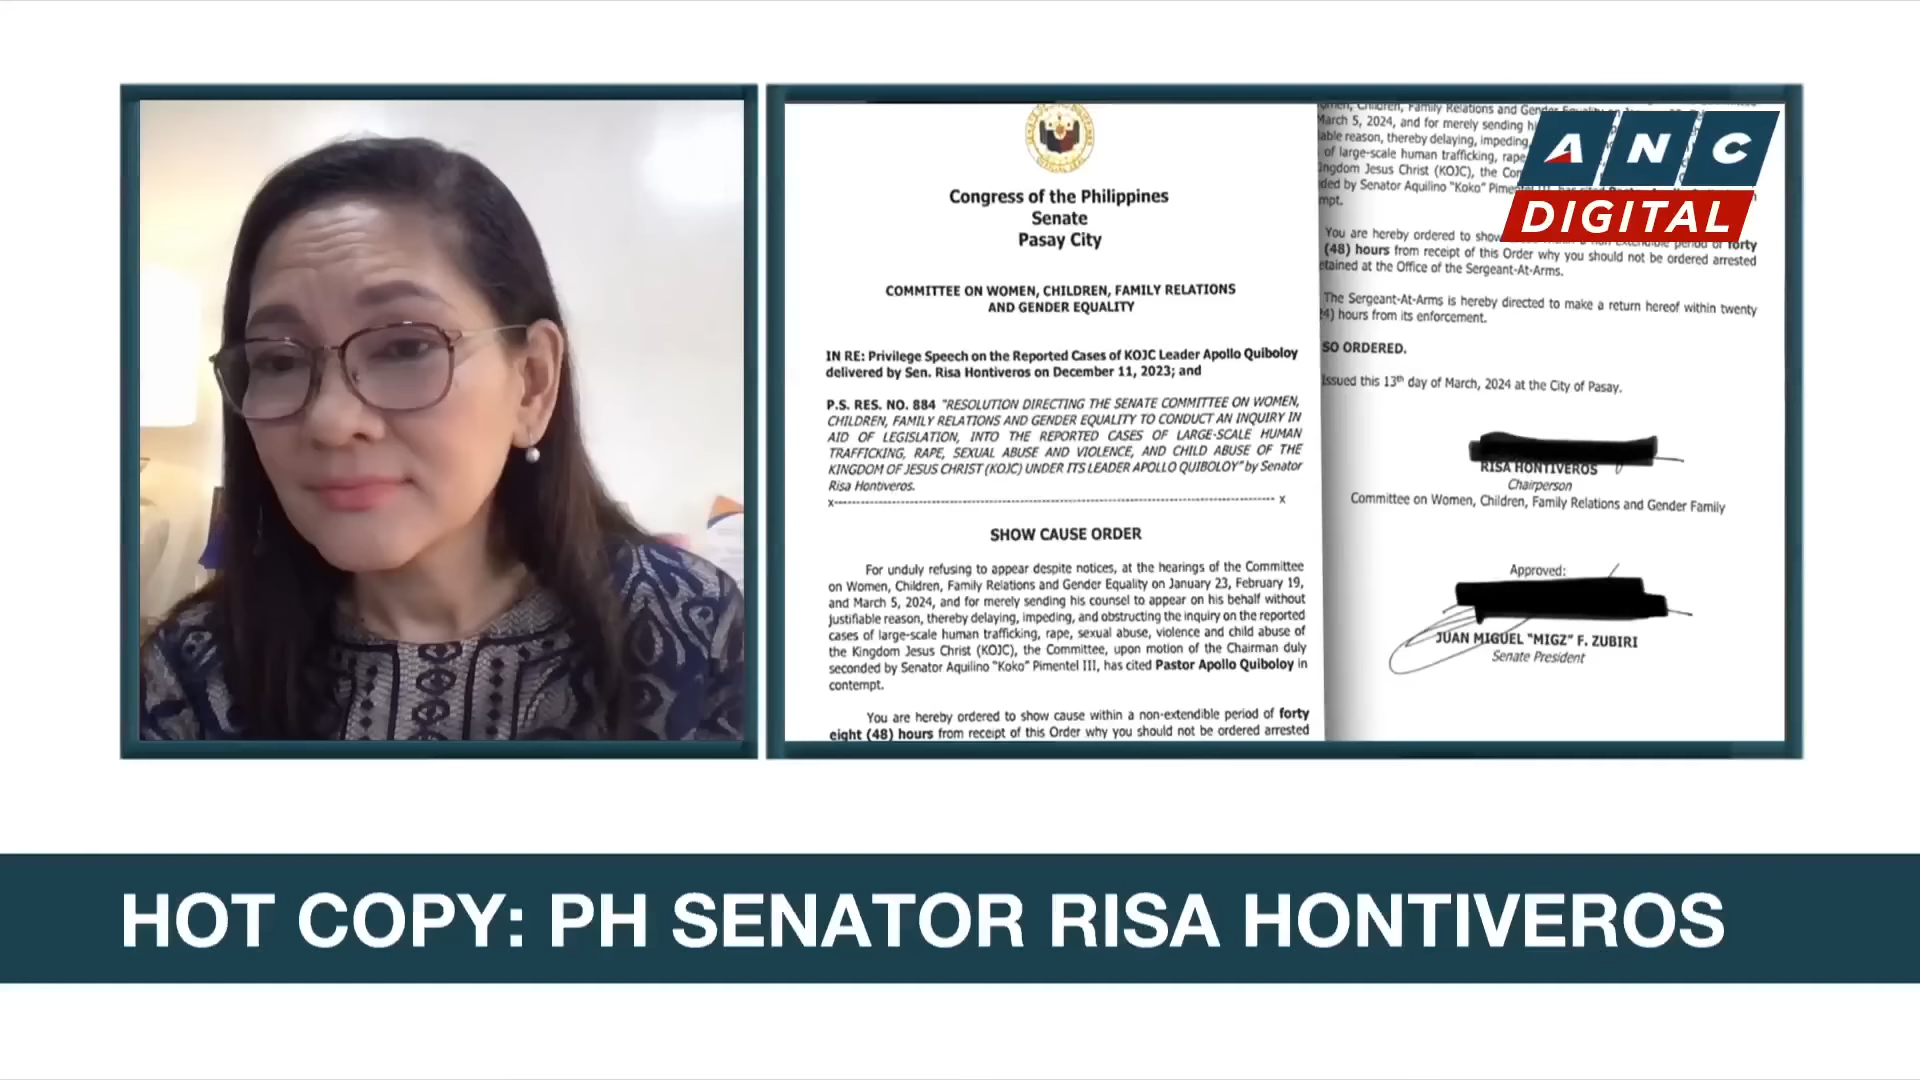 Congress of the Philippines
Senate
Pasay City
COMMITTEE ON WOMEN, CHILDREN, FAMILY RELATIONS
AND GENDER EQUALITY
IN RE: Privilege Speech on the Reported Cases of KOJC Leader Apollo Quiboloy
delivered by Sen. Risa Hontiveros on December 11, 2023; and
P.S. RES. NO. 884 "RESOLUTION DIRECTING THE SENATE COMMITTEE ON WOMEN,
CHILDREN, FAMILY RELATIONS AND GENDER EQUALITY TO CONDUCT AN INQUIRY IN
AID OF LEGISLATION, INTO THE REPORTED CASES OF LARGE-SCALE HUMAN
TRAFFICKING, RAPE, SEXUAL ABUSE AND VIOLENCE, AND CHILD ABUSE OF THE
KINGDOM OF JESUS CHRIST (KOJC) UNDER ITS LEADER APOLLO QUIBOLOY" by Senator
Risa Hontiveros.
x------------------------------------------------------------------------ x
SHOW CAUSE ORDER
For unduly refusing to appear despite notices, at the hearings of the Committee
on Women, Children, Family Relations and Gender Equality on January 23, February 19,
and March 5, 2024, and for merely sending his counsel to appear on his behalf without
justifiable reason, thereby delaying, impeding, and obstructing the inquiry on the reported
cases of large-scale human trafficking, rape, sexual abuse, violence and child abuse of
the Kingdom Jesus Christ (KOJC), the Committee, upon motion of the Chairman duly
seconded by Senator Aquilino "Koko" Pimentel III, has cited Pastor Apollo Quiboloy in
contempt.
You are hereby ordered to show cause within a non-extendible period of forty
eight (48) hours from receipt of this Order why you should not be ordered arrested
Children, Family Relations and Gender
March 5, 2024, and for merely sending
reason, thereby delaying, impeding,
of large-scale human trafficking, rape
Kingdom Jesus Christ (KOJC), the
by Senator Aquilino "Koko"
You are hereby ordered to show period of forty
(48) hours from receipt of this Order why you should not be ordered arrested
at the Office of the Sergeant-At-Arms.
The Sergeant-At-Arms is hereby directed to make a return hereof within twenty
hours from its enforcement.
SO ORDERED.
Issued this 13th day of March, 2024 at the City of Pasay.
RISA HONTIVEROS
Chairperson
Committee on Women, Children, Family Relations and Gender Family
Approved:
JUAN MIGUEL "MIGZ" F. ZUBIRI
Senate President
ANC
DIGITAL
HOT COPY: PH SENATOR RISA HONTIVEROS